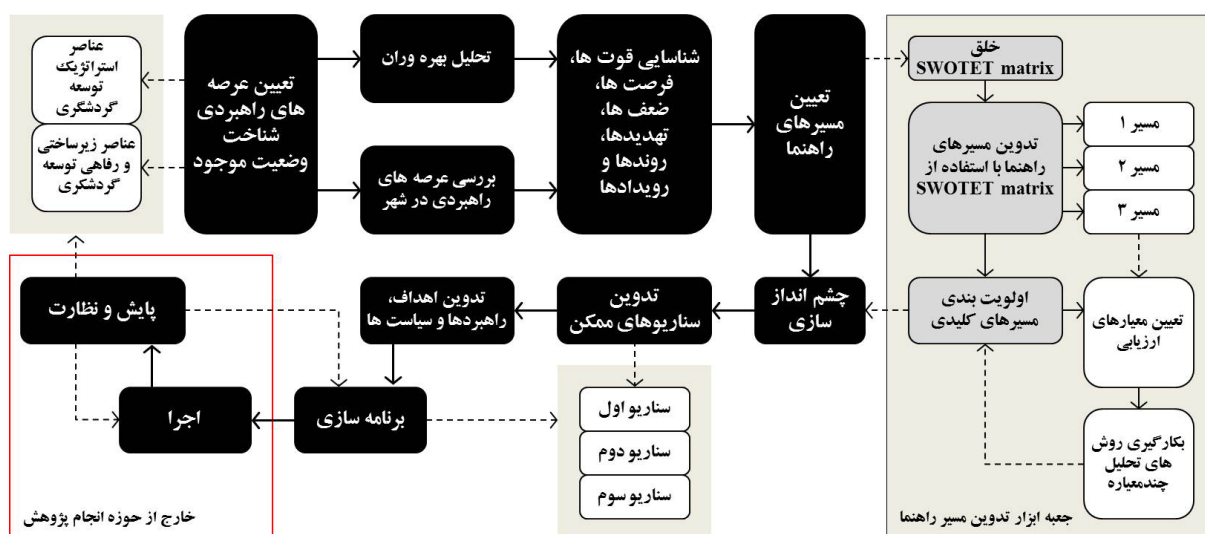 عناصر
استراتژیک
توسعه
گردشگری
عناصر زیرساختی
و رفاهی توسعه
گردشگری
تعیین عرصه
های راهبردی
شناخت
وضعیت موجود
تحلیل بهره وران
بررسی عرصه های
راهبردی در شهر
شناسایی قوت ها،
فرصت ها،
ضعف ها،
تهدیدها،
روندها و
رویدادها
تعیین
مسیرهای
راهنما
خلق
SWOTET matrix
تدوین مسیرهای
راهنما با استفاده از
SWOTET matrix
مسیر ۱
مسیر ۲
مسیر ۳
اولویت بندی
مسیرهای کلیدی
تعیین معیارهای
ارزیابی
بکارگیری روش
های تحلیل
چندمعیاره
جعبه ابزار تدوین مسیر راهنما
چشم انداز
سازی
تدوین
سناریوهای ممکن
سناریو اول
سناریو دوم
سناریو سوم
تدوین اهداف،
راهبردها و سیاست ها
برنامه سازی
اجرا
پایش و نظارت
خارج از حوزه انجام پژوهش